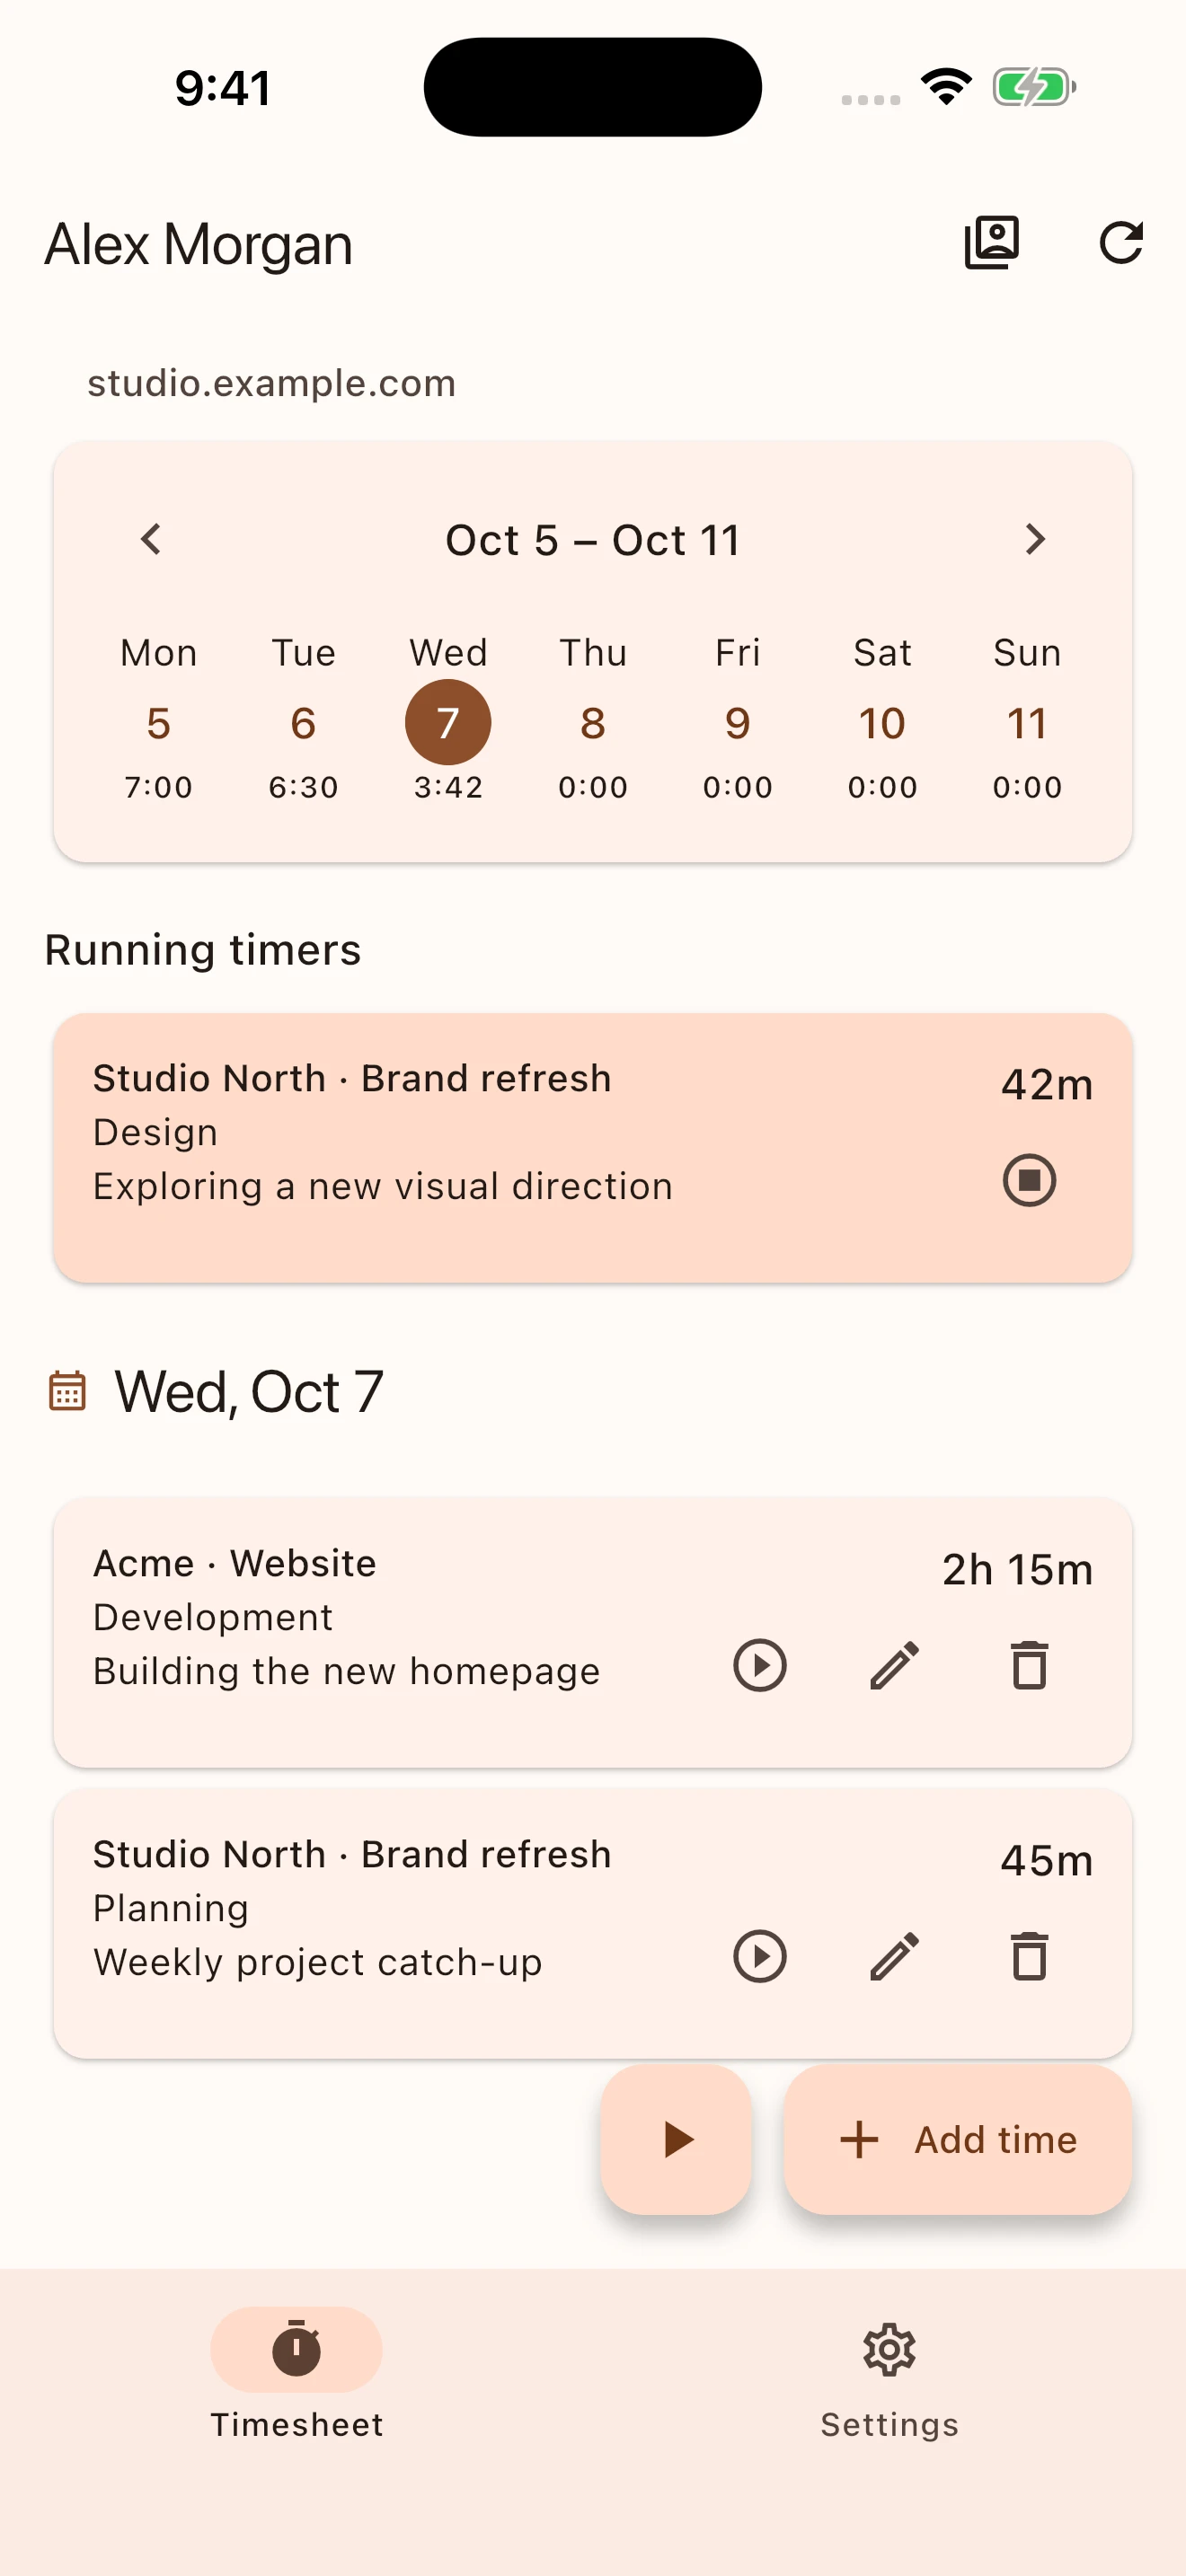 9:41
Alex Morgan
studio.example.com
Oct 5 – Oct 11
Mon Tue Wed Thu Fri Sat Sun
5 6 7 8 9 10 11
7:00 6:30 3:42 0:00 0:00 0:00 0:00
Running timers
Studio North · Brand refresh
42m
Design
Exploring a new visual direction
Wed, Oct 7
Acme · Website
2h 15m
Development
Building the new homepage
Studio North · Brand refresh
45m
Planning
Weekly project catch-up
Add time
Timesheet Settings